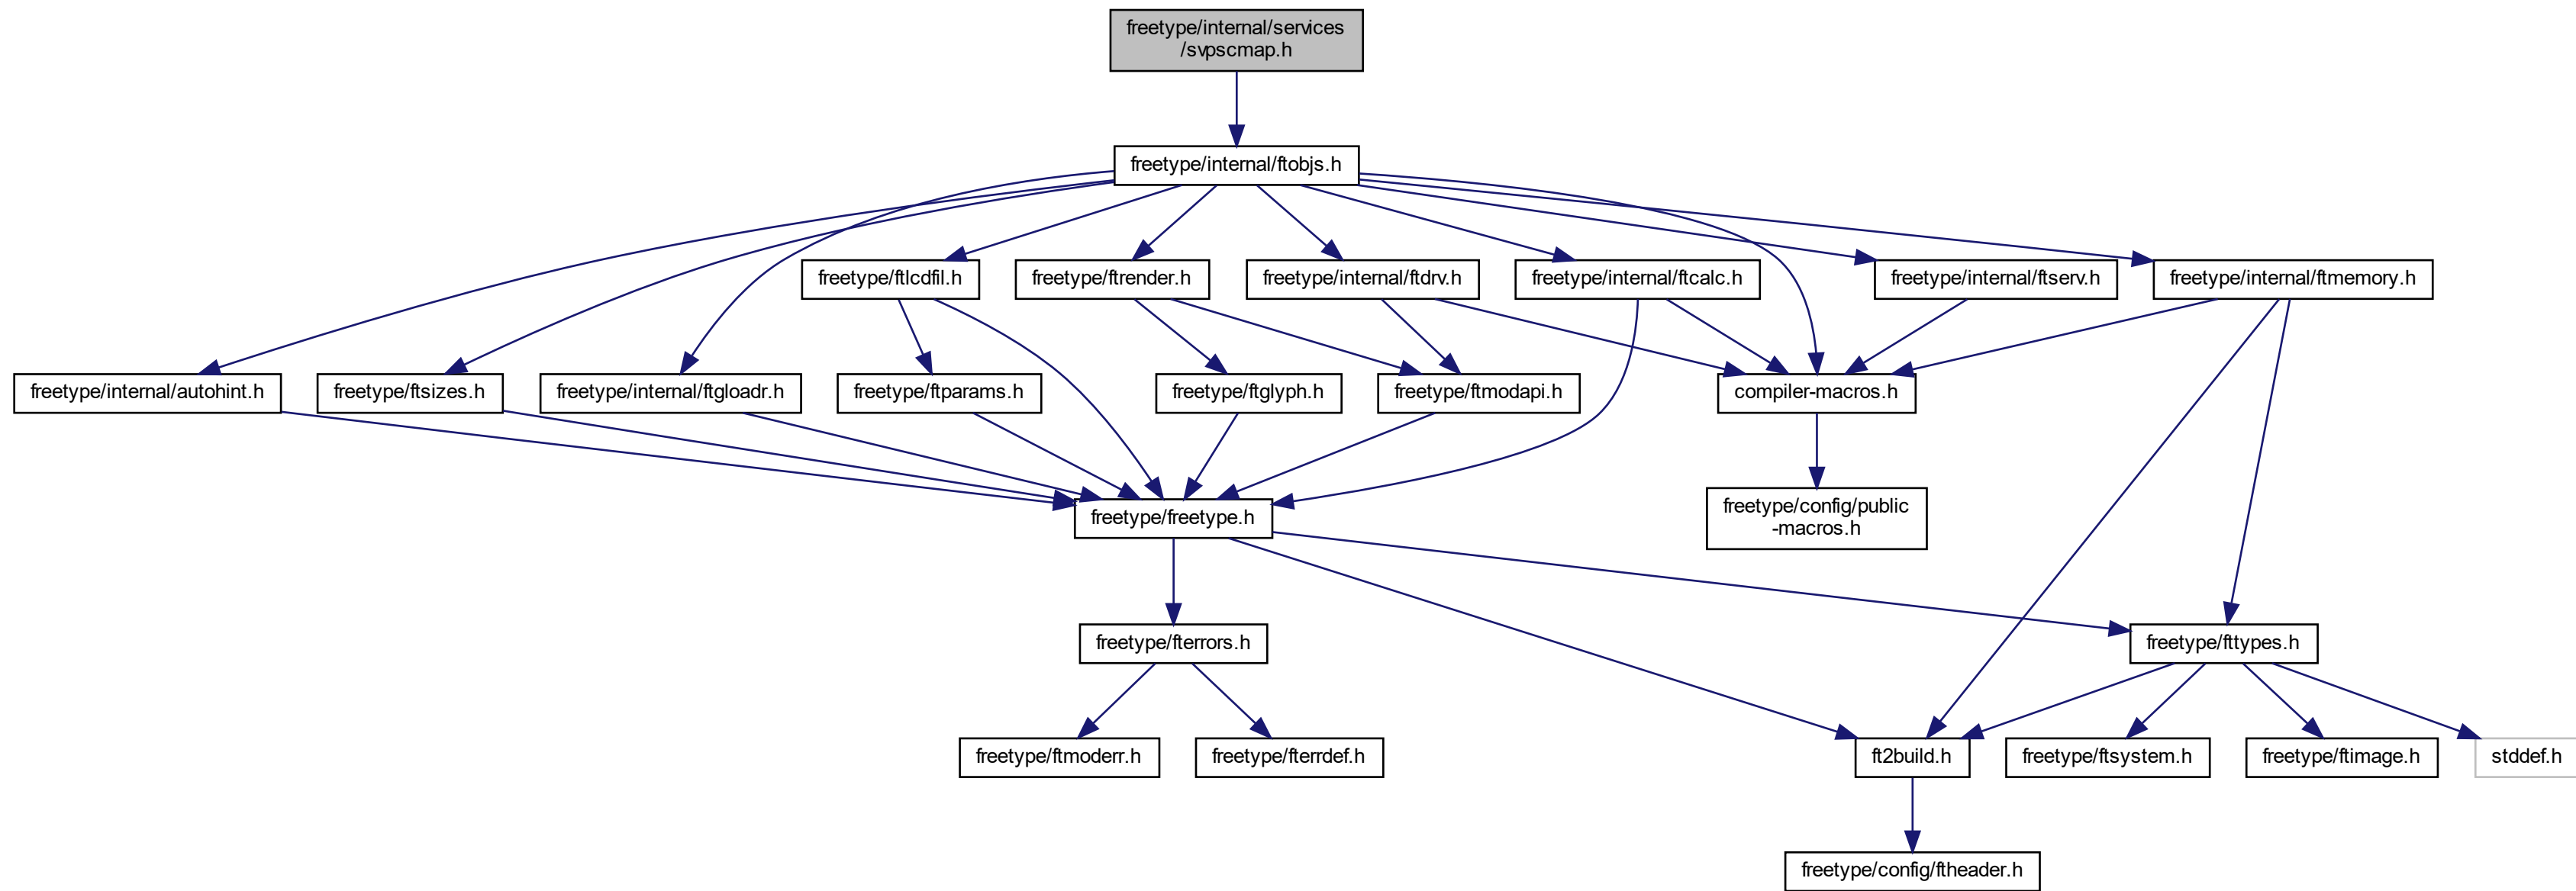 freetype/internal/services
/svpscmap.h
freetype/internal/ftobjs.h
freetype/ftlcdfil.h
freetype/ftrender.h
freetype/internal/ftdrv.h
freetype/internal/ftcalc.h
freetype/internal/ftserv.h
freetype/internal/ftmemory.h
freetype/internal/autohint.h
freetype/ftsizes.h
freetype/internal/ftgloadr.h
freetype/ftparams.h
freetype/ftglyph.h
freetype/ftmodapi.h
compiler-macros.h
freetype/freetype.h
freetype/config/public
-macros.h
freetype/fterrors.h
freetype/fttypes.h
freetype/ftmoderr.h
freetype/fterrdef.h
ft2build.h
freetype/ftsystem.h
freetype/ftimage.h
stddef.h
freetype/config/ftheader.h